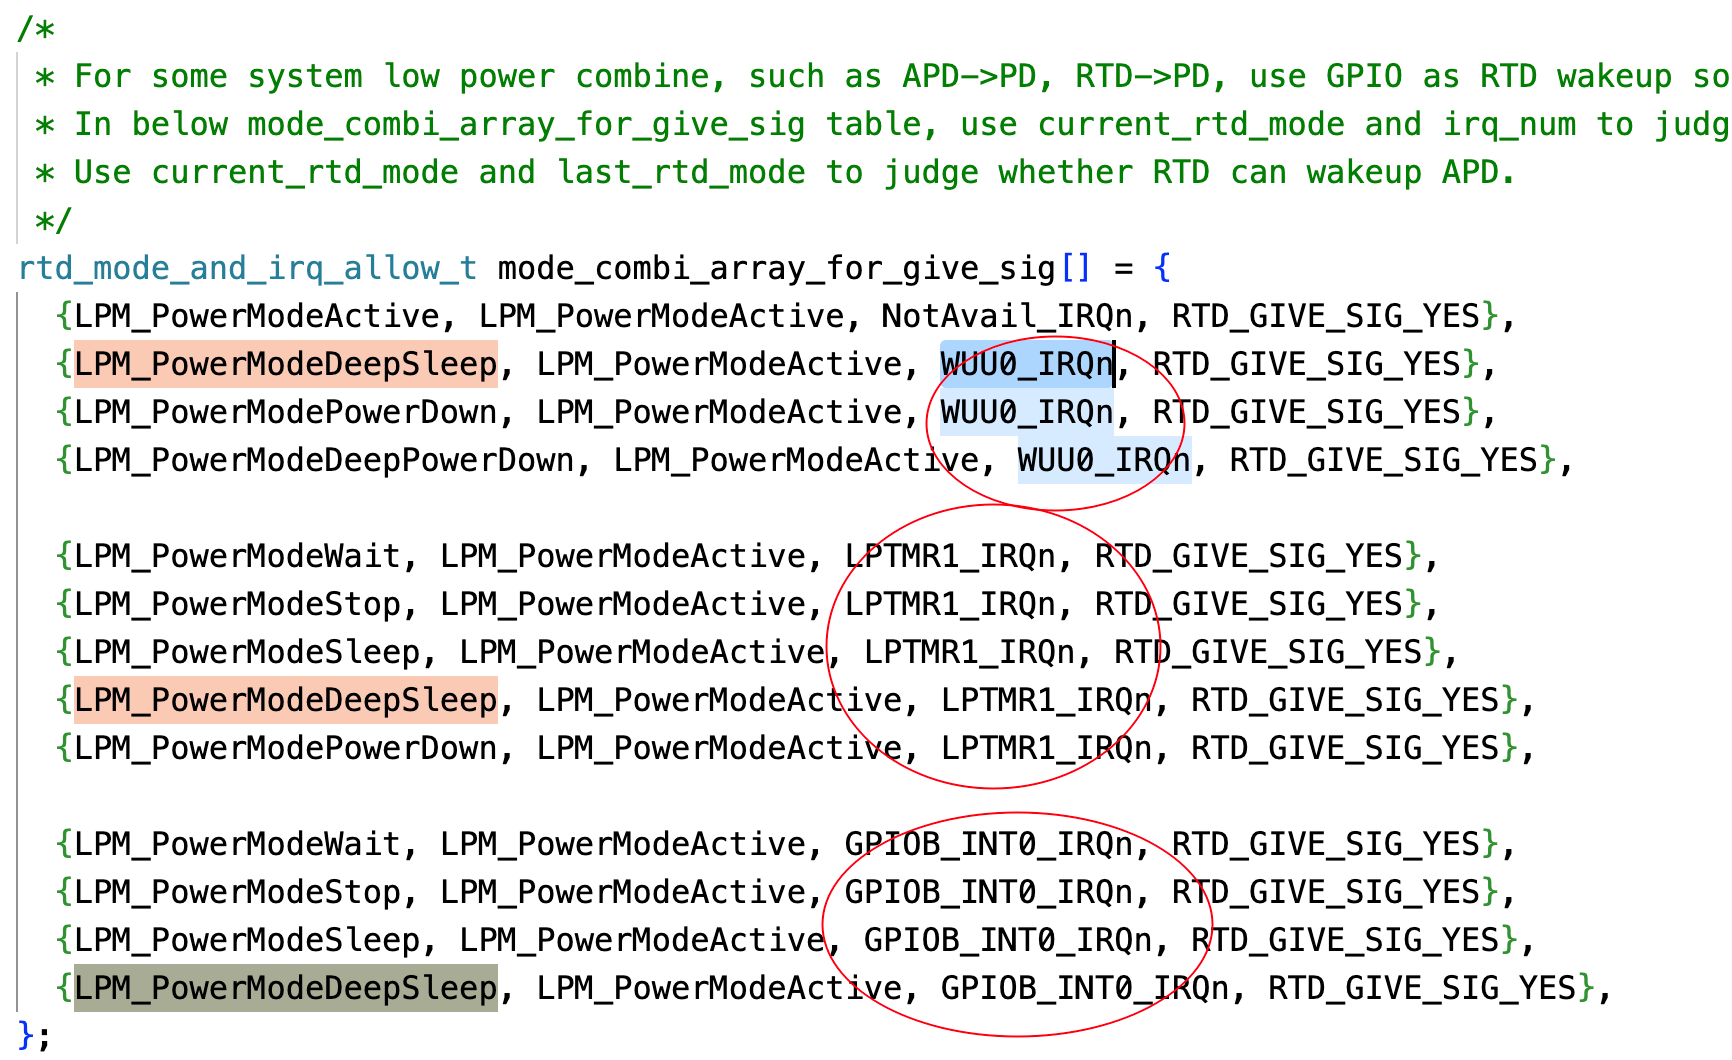 /*
 * For some system low power combine, such as APD->PD, RTD->PD, use GPIO as RTD wakeup so
 * In below mode_combi_array_for_give_sig table, use current_rtd_mode and irq_num to judg
 * Use current_rtd_mode and last_rtd_mode to judge whether RTD can wakeup APD.
 */
rtd_mode_and_irq_allow_t mode_combi_array_for_give_sig[] = {
  {LPM_PowerModeActive, LPM_PowerModeActive, NotAvail_IRQn, RTD_GIVE_SIG_YES},
  {LPM_PowerModeDeepSleep, LPM_PowerModeActive, WUU0_IRQn, RTD_GIVE_SIG_YES},
  {LPM_PowerModePowerDown, LPM_PowerModeActive, WUU0_IRQn, RTD_GIVE_SIG_YES},
  {LPM_PowerModeDeepPowerDown, LPM_PowerModeActive, WUU0_IRQn, RTD_GIVE_SIG_YES},

  {LPM_PowerModeWait, LPM_PowerModeActive, LPTMR1_IRQn, RTD_GIVE_SIG_YES},
  {LPM_PowerModeStop, LPM_PowerModeActive, LPTMR1_IRQn, RTD_GIVE_SIG_YES},
  {LPM_PowerModeSleep, LPM_PowerModeActive, LPTMR1_IRQn, RTD_GIVE_SIG_YES},
  {LPM_PowerModeDeepSleep, LPM_PowerModeActive, LPTMR1_IRQn, RTD_GIVE_SIG_YES},
  {LPM_PowerModePowerDown, LPM_PowerModeActive, LPTMR1_IRQn, RTD_GIVE_SIG_YES},

  {LPM_PowerModeWait, LPM_PowerModeActive, GPIOB_INT0_IRQn, RTD_GIVE_SIG_YES},
  {LPM_PowerModeStop, LPM_PowerModeActive, GPIOB_INT0_IRQn, RTD_GIVE_SIG_YES},
  {LPM_PowerModeSleep, LPM_PowerModeActive, GPIOB_INT0_IRQn, RTD_GIVE_SIG_YES},
  {LPM_PowerModeDeepSleep, LPM_PowerModeActive, GPIOB_INT0_IRQn, RTD_GIVE_SIG_YES},
};